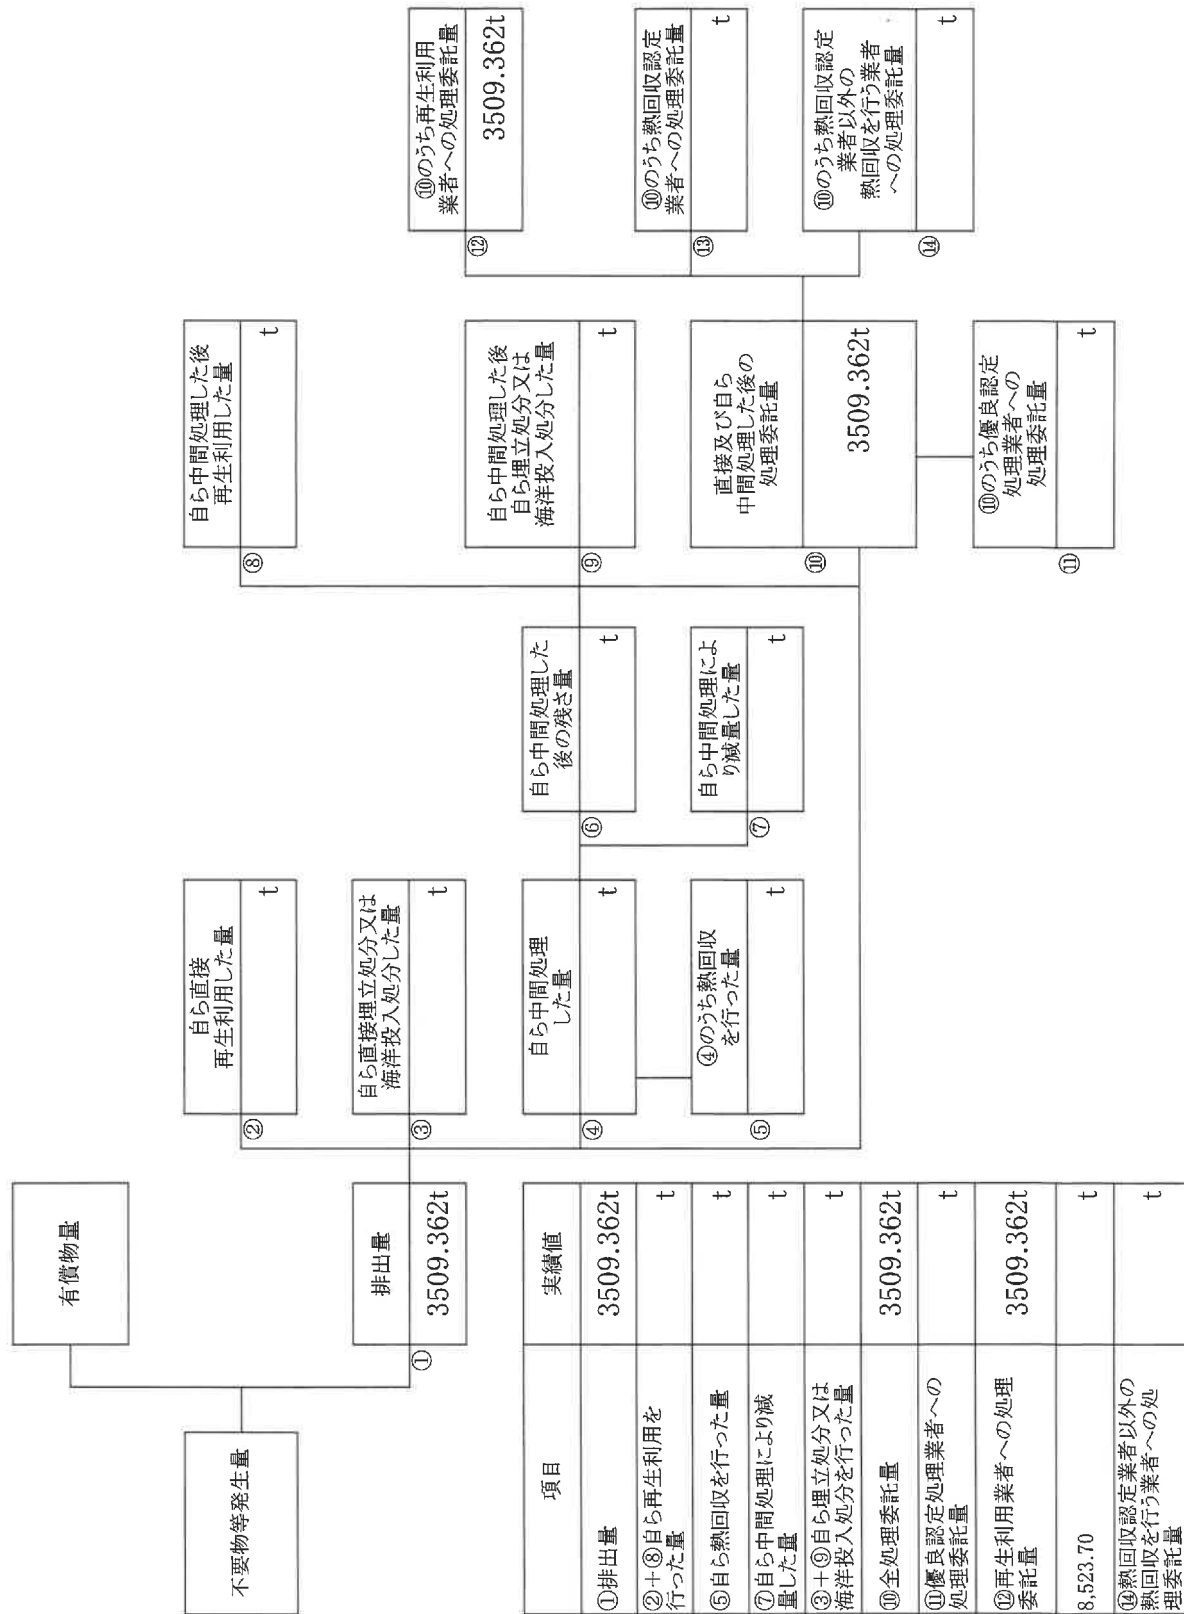 不要物等発生量
有償物量
排出量
①
3509.362t
自ら直接
再生利用した量
②
t
自ら直接埋立処分又は
海洋投入処分した量
③
t
自ら中間処理
した量
④
t
④のうち熱回収
を行った量
⑤
t
自ら中間処理した
後の残さ量
⑥
t
自ら中間処理によ
り減量した量
⑦
t
自ら中間処理した後
再生利用した量
⑧
t
自ら中間処理した後
自ら埋立処分又は
海洋投入処分した量
⑨
t
直接及び自ら
中間処理した後の
処理委託量
⑩
3509.362t
⑩のうち優良認定
処理業者への
処理委託量
⑪
t
⑩のうち再生利用
業者への処理委託量
⑫
3509.362t
⑩のうち熱回収認定
業者への処理委託量
⑬
t
⑩のうち熱回収認定
業者以外の
熱回収を行う業者
への処理委託量
⑭
t
項目 実績値
①排出量 3509.362t
②+⑧自ら再生利用を
行った量 t
⑤自ら熱回収を行った量 t
⑦自ら中間処理により減
量した量 t
③+⑨自ら埋立処分又は
海洋投入処分を行った量 t
⑩全処理委託量 3509.362t
⑪優良認定処理業者への
処理委託量 t
⑫再生利用業者への処理
委託量 3509.362t
8,523.70 t
⑭熱回収認定業者以外の
熱回収を行う業者への処
理委託量 t